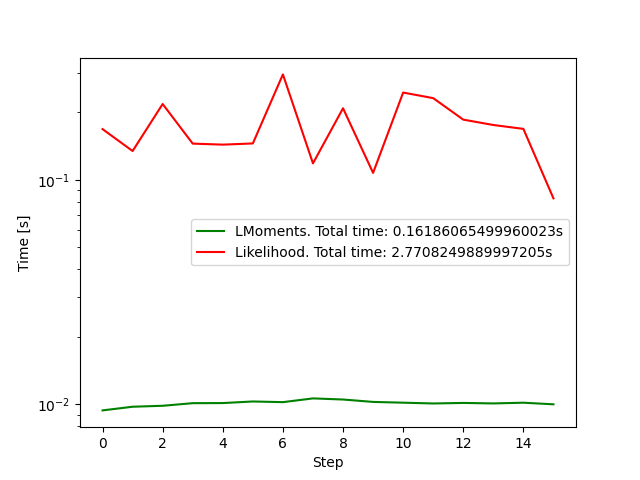 10⁻¹
10⁻²
Time [s]
LMoments. Total time: 0.16186065499960023s
Likelihood. Total time: 2.7708249889997205s
0 2 4 6 8 10 12 14
Step